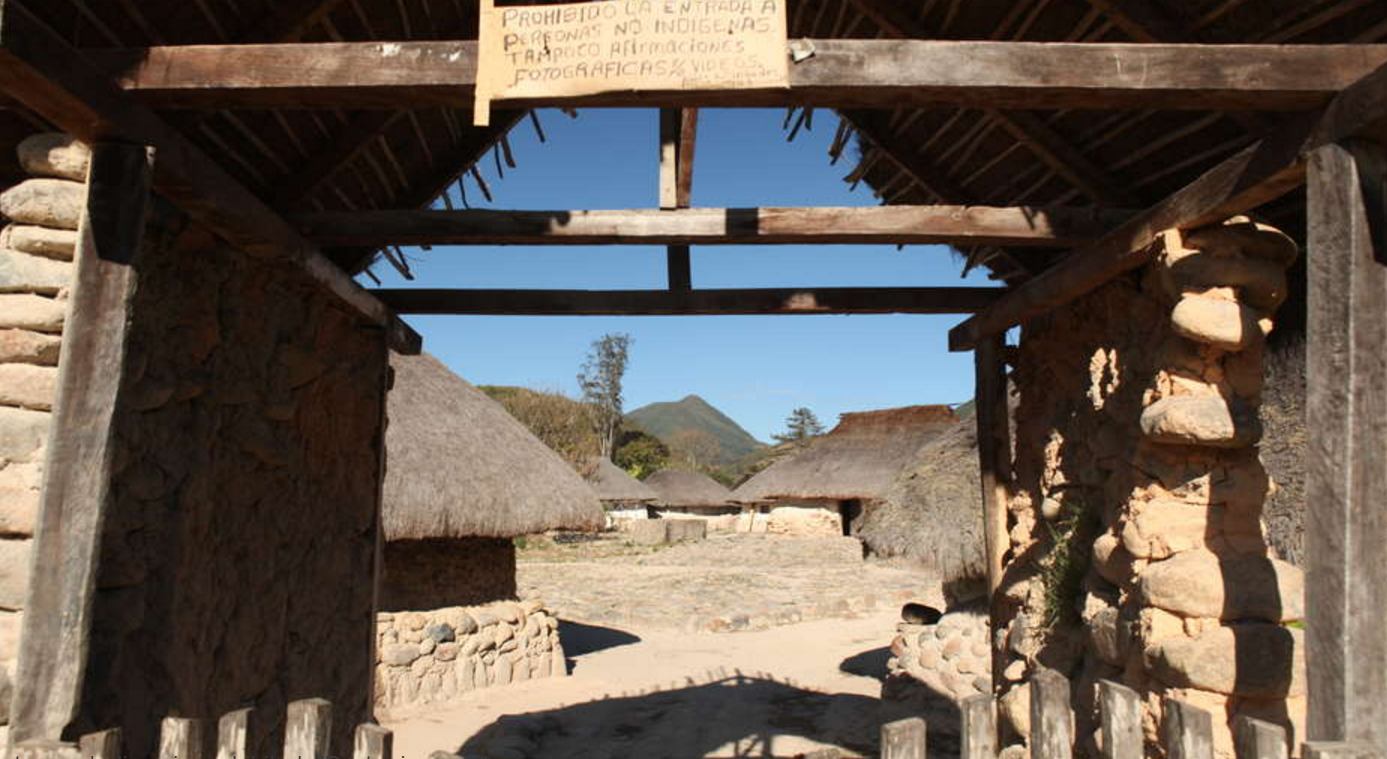 PROHIBIDO LA ENTRADA A
PERSONAS NO INDIGENAS.
TAMPOCO AFIRMACIONES
FOTOGRAFICAS Y VIDEOS.